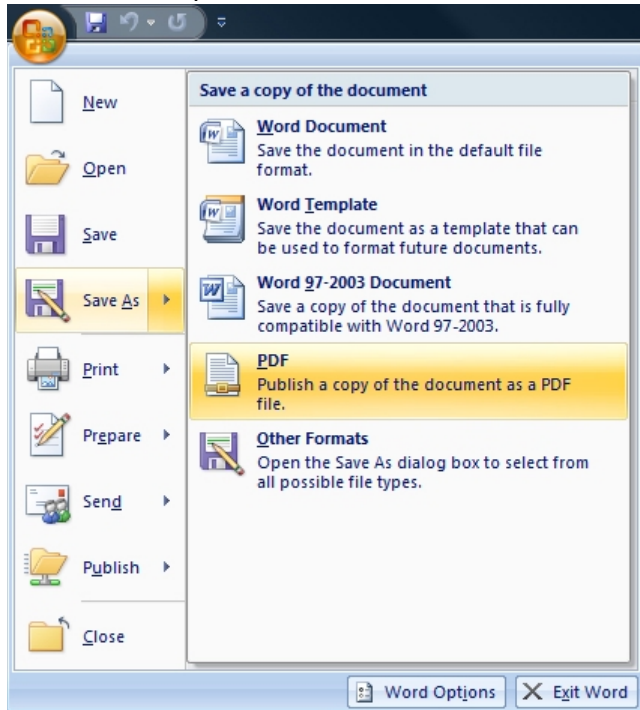 New
Open
Save
Save As
Print
Prepare
Send
Publish
Close
Save a copy of the document
Word Document
Save the document in the default file
format.
Word Template
Save the document as a template that can
be used to format future documents.
Word 97-2003 Document
Save a copy of the document that is fully
compatible with Word 97-2003.
PDF
Publish a copy of the document as a PDF
file.
Other Formats
Open the Save As dialog box to select from
all possible file types.
Word Options
Exit Word